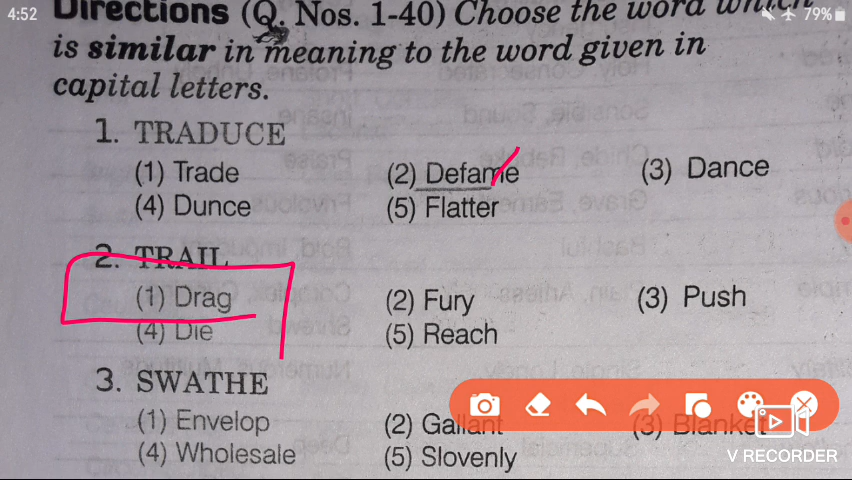 4:52 79%
Directions (Q. Nos. 1-40) Choose the word which
is similar in meaning to the word given in
capital letters.
1. TRADUCE
(1) Trade (2) Defame (3) Dance
(4) Dunce (5) Flatter
2. TRAIL
(1) Drag (2) Fury (3) Push
(4) Die (5) Reach
3. SWATHE
(1) Envelop (2) Gallant (3) Blanket
(4) Wholesale (5) Slovenly
V RECORDER